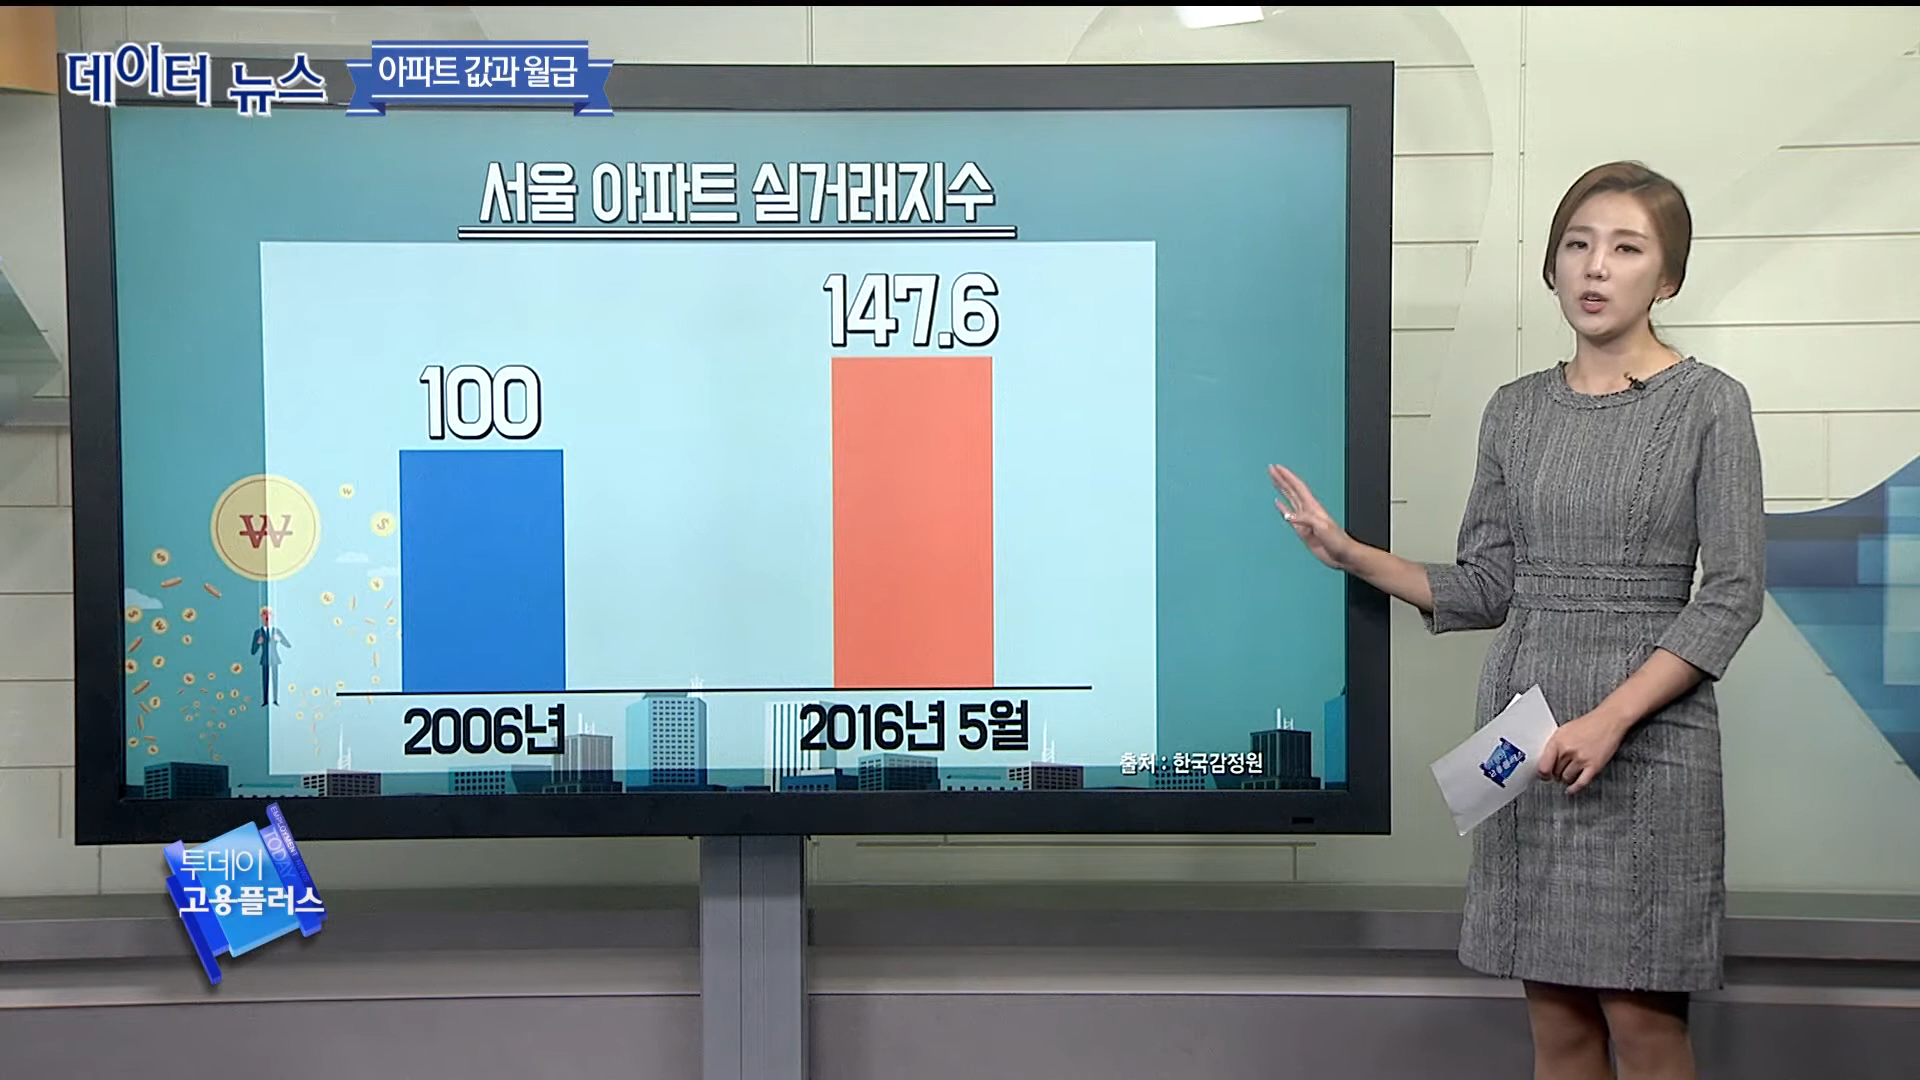 데이터 뉴스
아파트 값과 월급
서울 아파트 실거래지수
100
147.6
2006년
2016년 5월
출처 : 한국감정원
투데이
고용플러스
TODAY